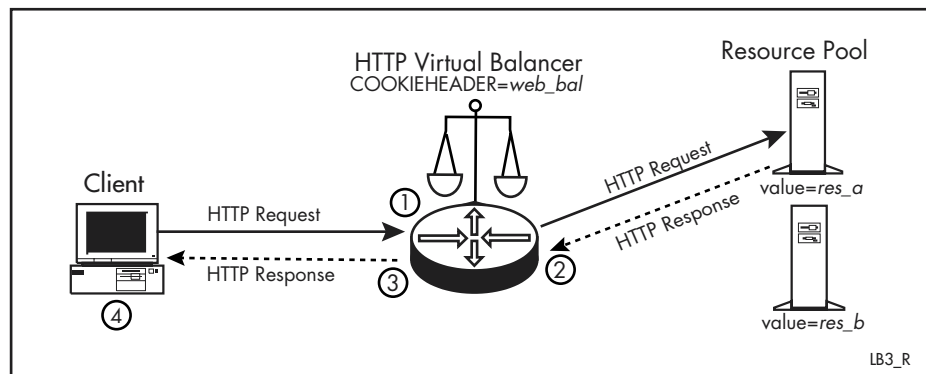 HTTP Virtual Balancer
COOKIEHEADER=web_bal
Resource Pool
Client
HTTP Request
HTTP Response
HTTP Request
HTTP Response
value=res_a
value=res_b
1
2
3
4
LB3_R